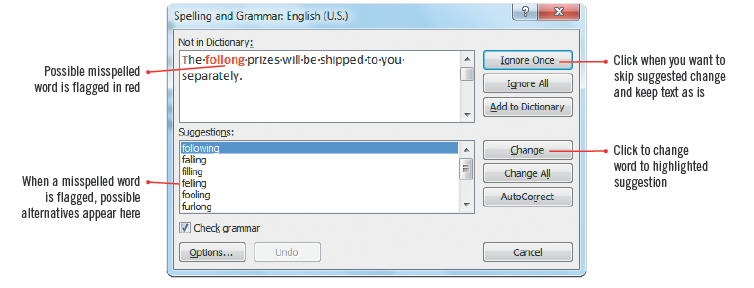 Spelling and Grammar: English (U.S.)
?
X
Not in Dictionary:
The·follong·prizes·will·be·shipped·to·you·
separately.
Ignore Once
Ignore All
Add to Dictionary
Suggestions:
following
falling
filling
felling
fooling
furlong
Change
Change All
AutoCorrect
Check grammar
Options...
Undo
Cancel
Possible misspelled
word is flagged in red
When a misspelled word
is flagged, possible
alternatives appear here
Click when you want to
skip suggested change
and keep text as is
Click to change
word to highlighted
suggestion